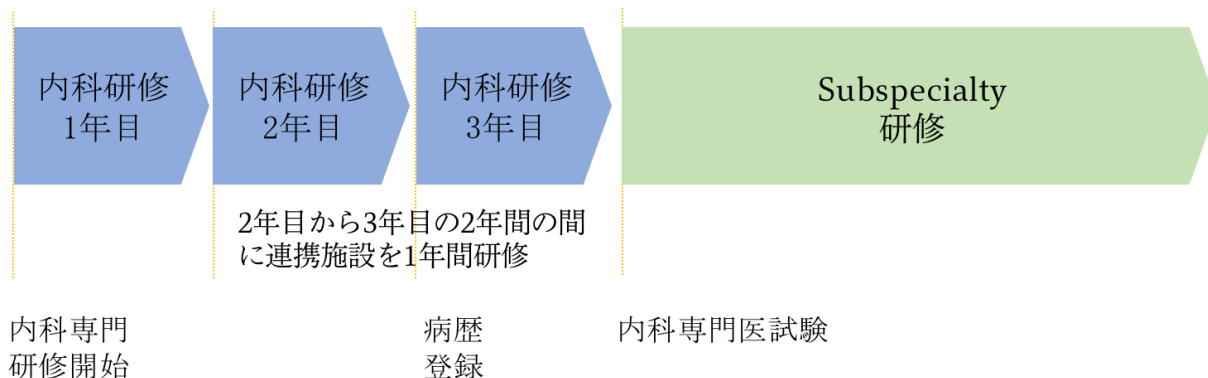 内科研修
1年目
内科研修
2年目
内科研修
3年目
Subspecialty
研修
2年目から3年目の2年間の間
に連携施設を1年間研修
内科専門
研修開始
病歴
登録
内科専門医試験